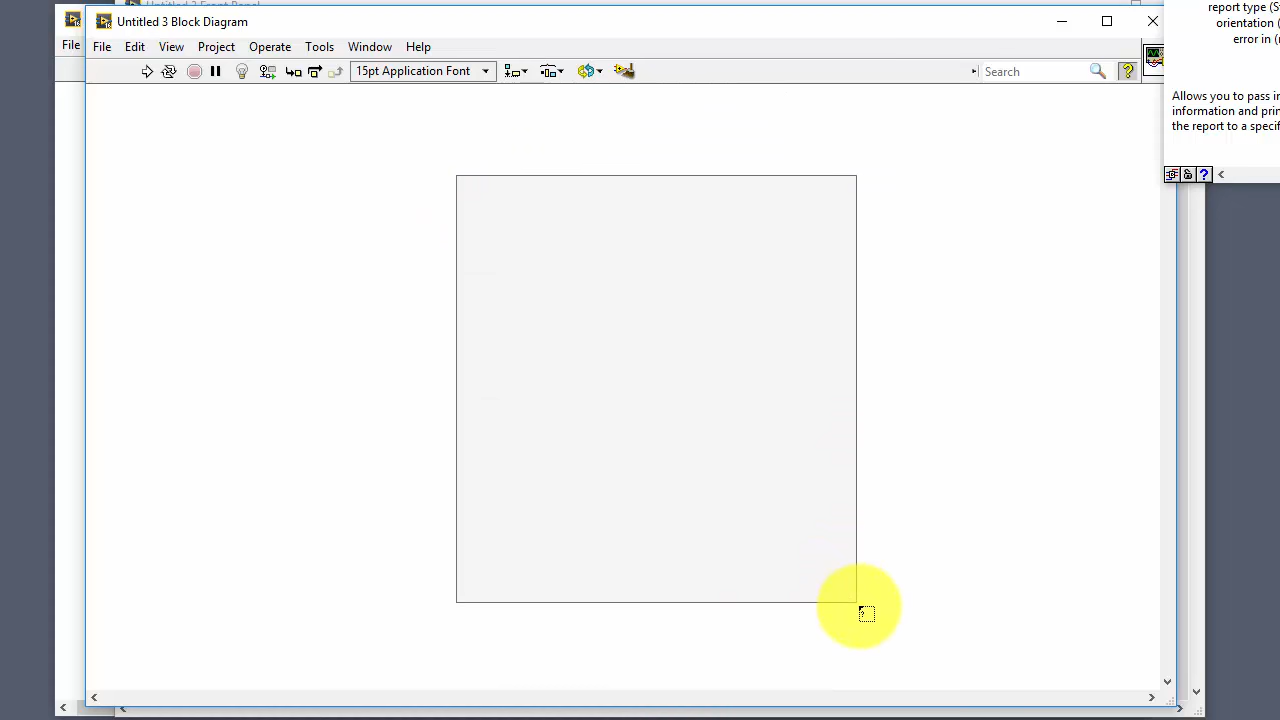 Untitled 3 Block Diagram
File
File Edit View Project Operate Tools Window Help
15pt Application Font
Search
report type (S
orientation (
error in (
Allows you to pass in
information and prin
the report to a specif